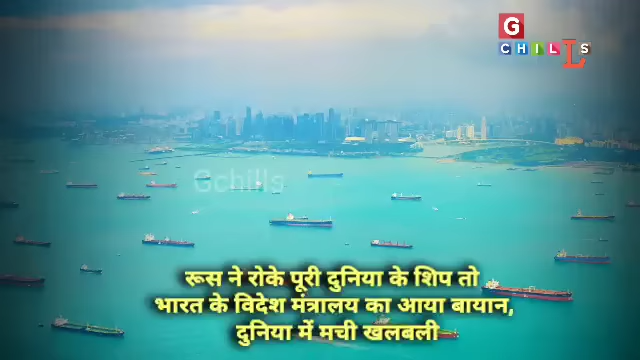 G
CHILLS
Gchills
रूस ने रोके पूरी दुनिया के शिप तो
भारत के विदेश मंत्रालय का आया बायान,
दुनिया में मची खलबली